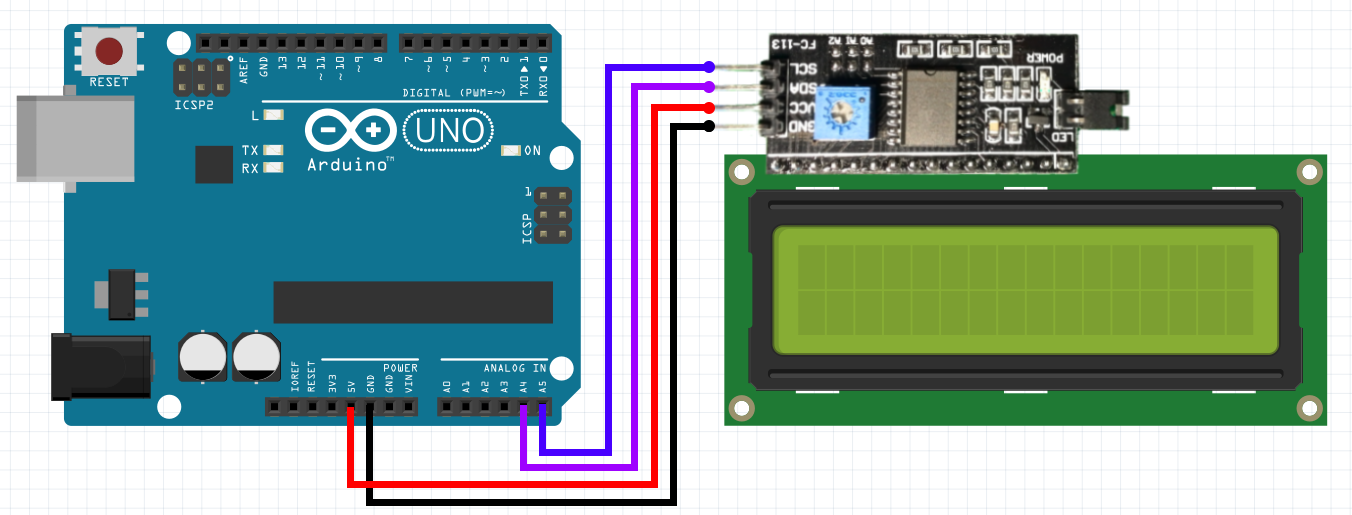 RESET
ICSP2
AREF
GND
13
12
~11
~10
~9
8
7
~6
~5
4
~3
2
TX0▶1
RX0◀0
DIGITAL (PWM=~)
L
TX
RX
Arduino™
UNO
ON
1
ICSP
IOREF
RESET
3V3
5V
GND
GND
VIN
POWER
A0
A1
A2
A3
A4
A5
ANALOG IN
FC-113
A2
A1
A0
POWER
SCL
SDA
VCC
GND
LED